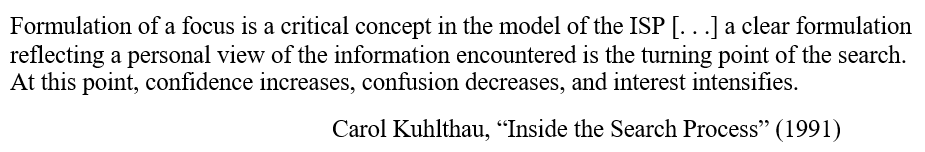 Formulation of a focus is a critical concept in the model of the ISP [. . .] a clear formulation
reflecting a personal view of the information encountered is the turning point of the search.
At this point, confidence increases, confusion decreases, and interest intensifies.
Carol Kuhlthau, “Inside the Search Process” (1991)